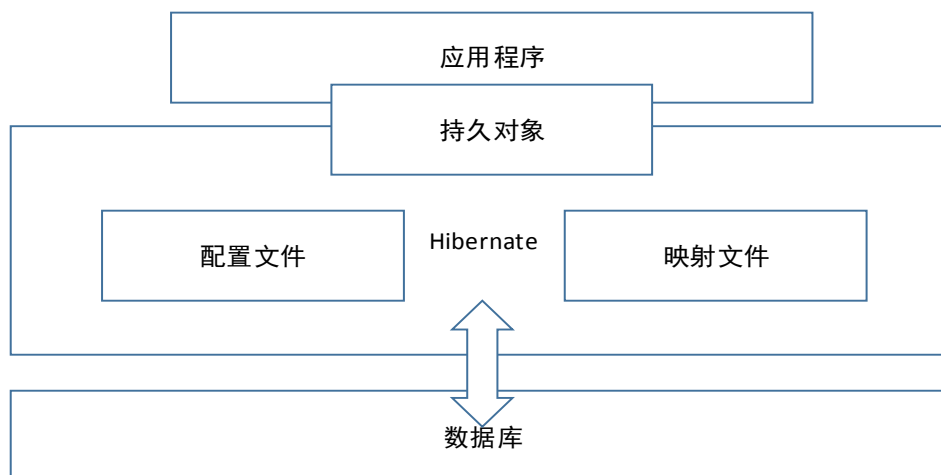 应用程序
持久对象
配置文件
Hibernate
映射文件
数据库